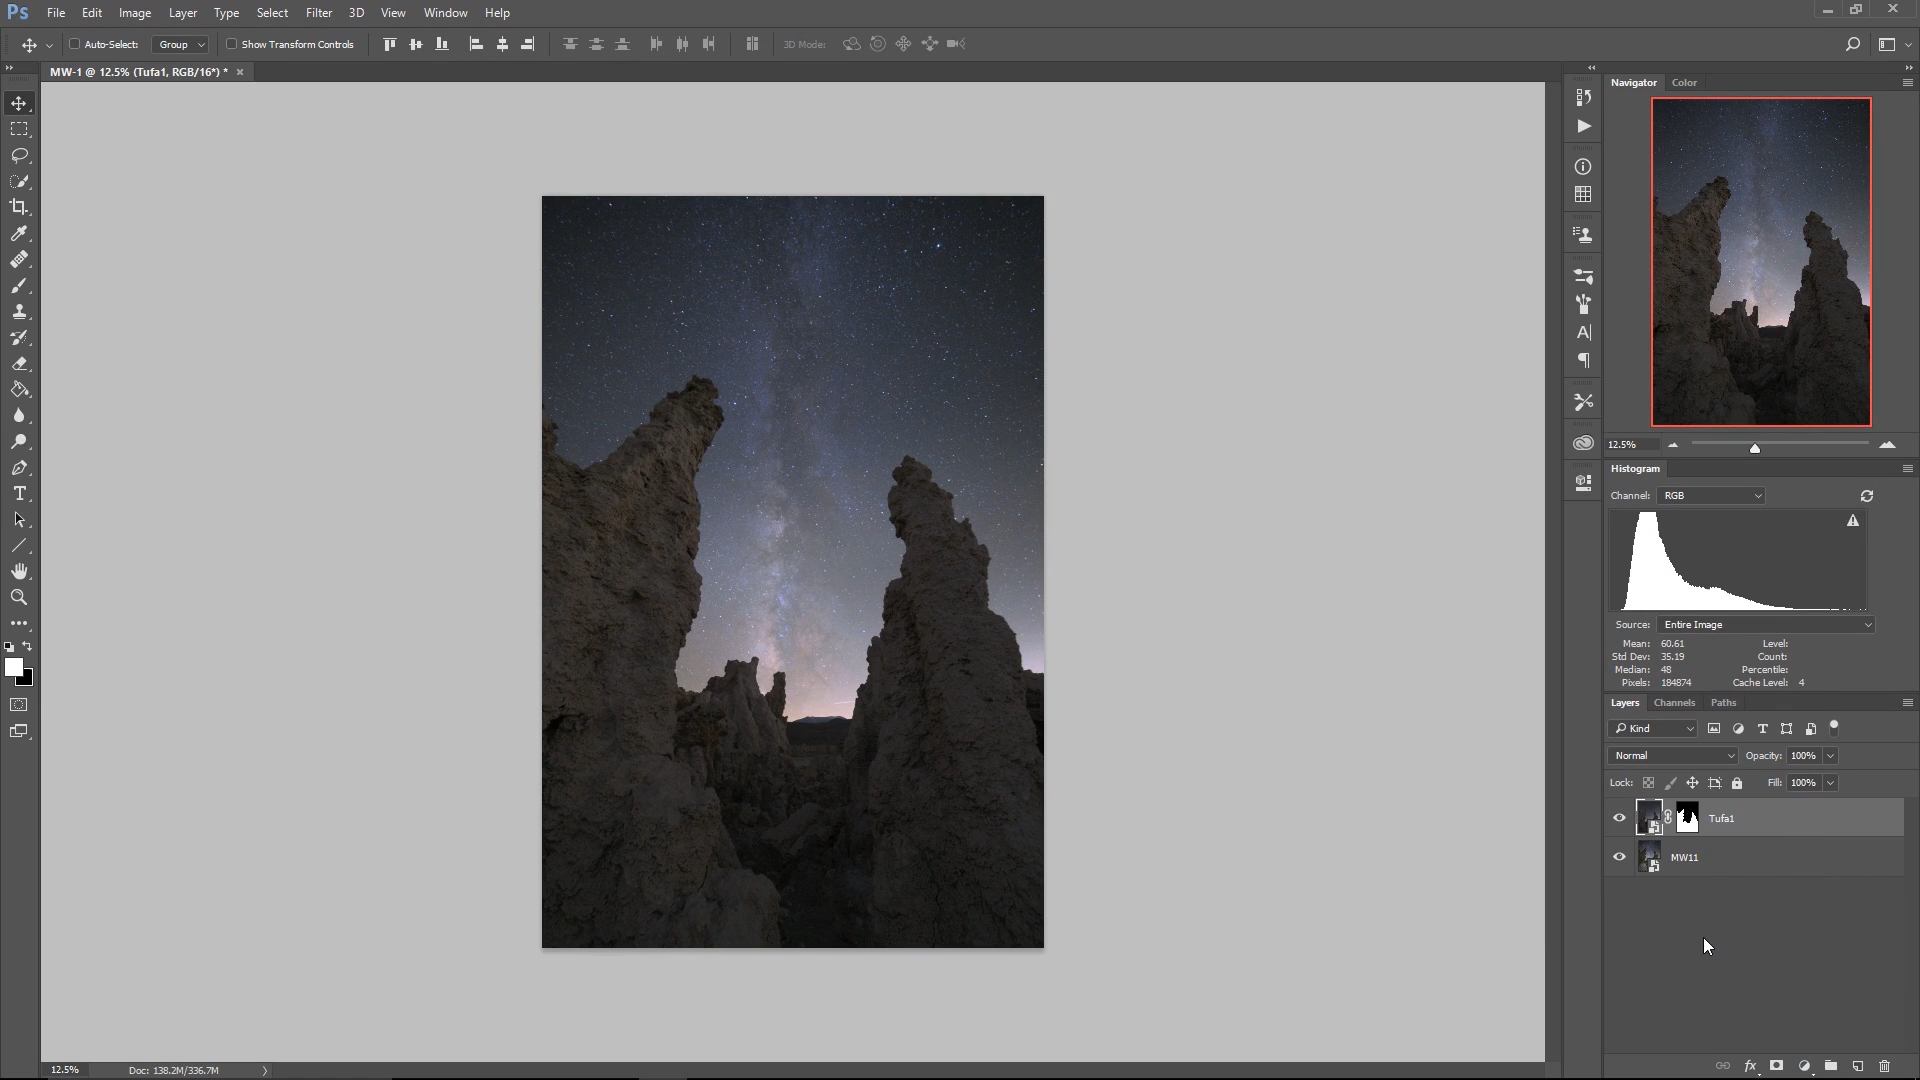 Ps File Edit Image Layer Type Select Filter 3D View Window Help
Auto-Select: Group Show Transform Controls 3D Mode:
MW-1 @ 12.5% (Tufa1, RGB/16*) * ×
Navigator Color
12.5%
Histogram
Channel: RGB
Source: Entire Image
Mean: 60.61 Level:
Std Dev: 35.19 Count:
Median: 48 Percentile:
Pixels: 184874 Cache Level: 4
Layers Channels Paths
Kind
Normal Opacity: 100%
Lock: Fill: 100%
Tufa1
MW11
fx
12.5% Doc: 138.2M/336.7M